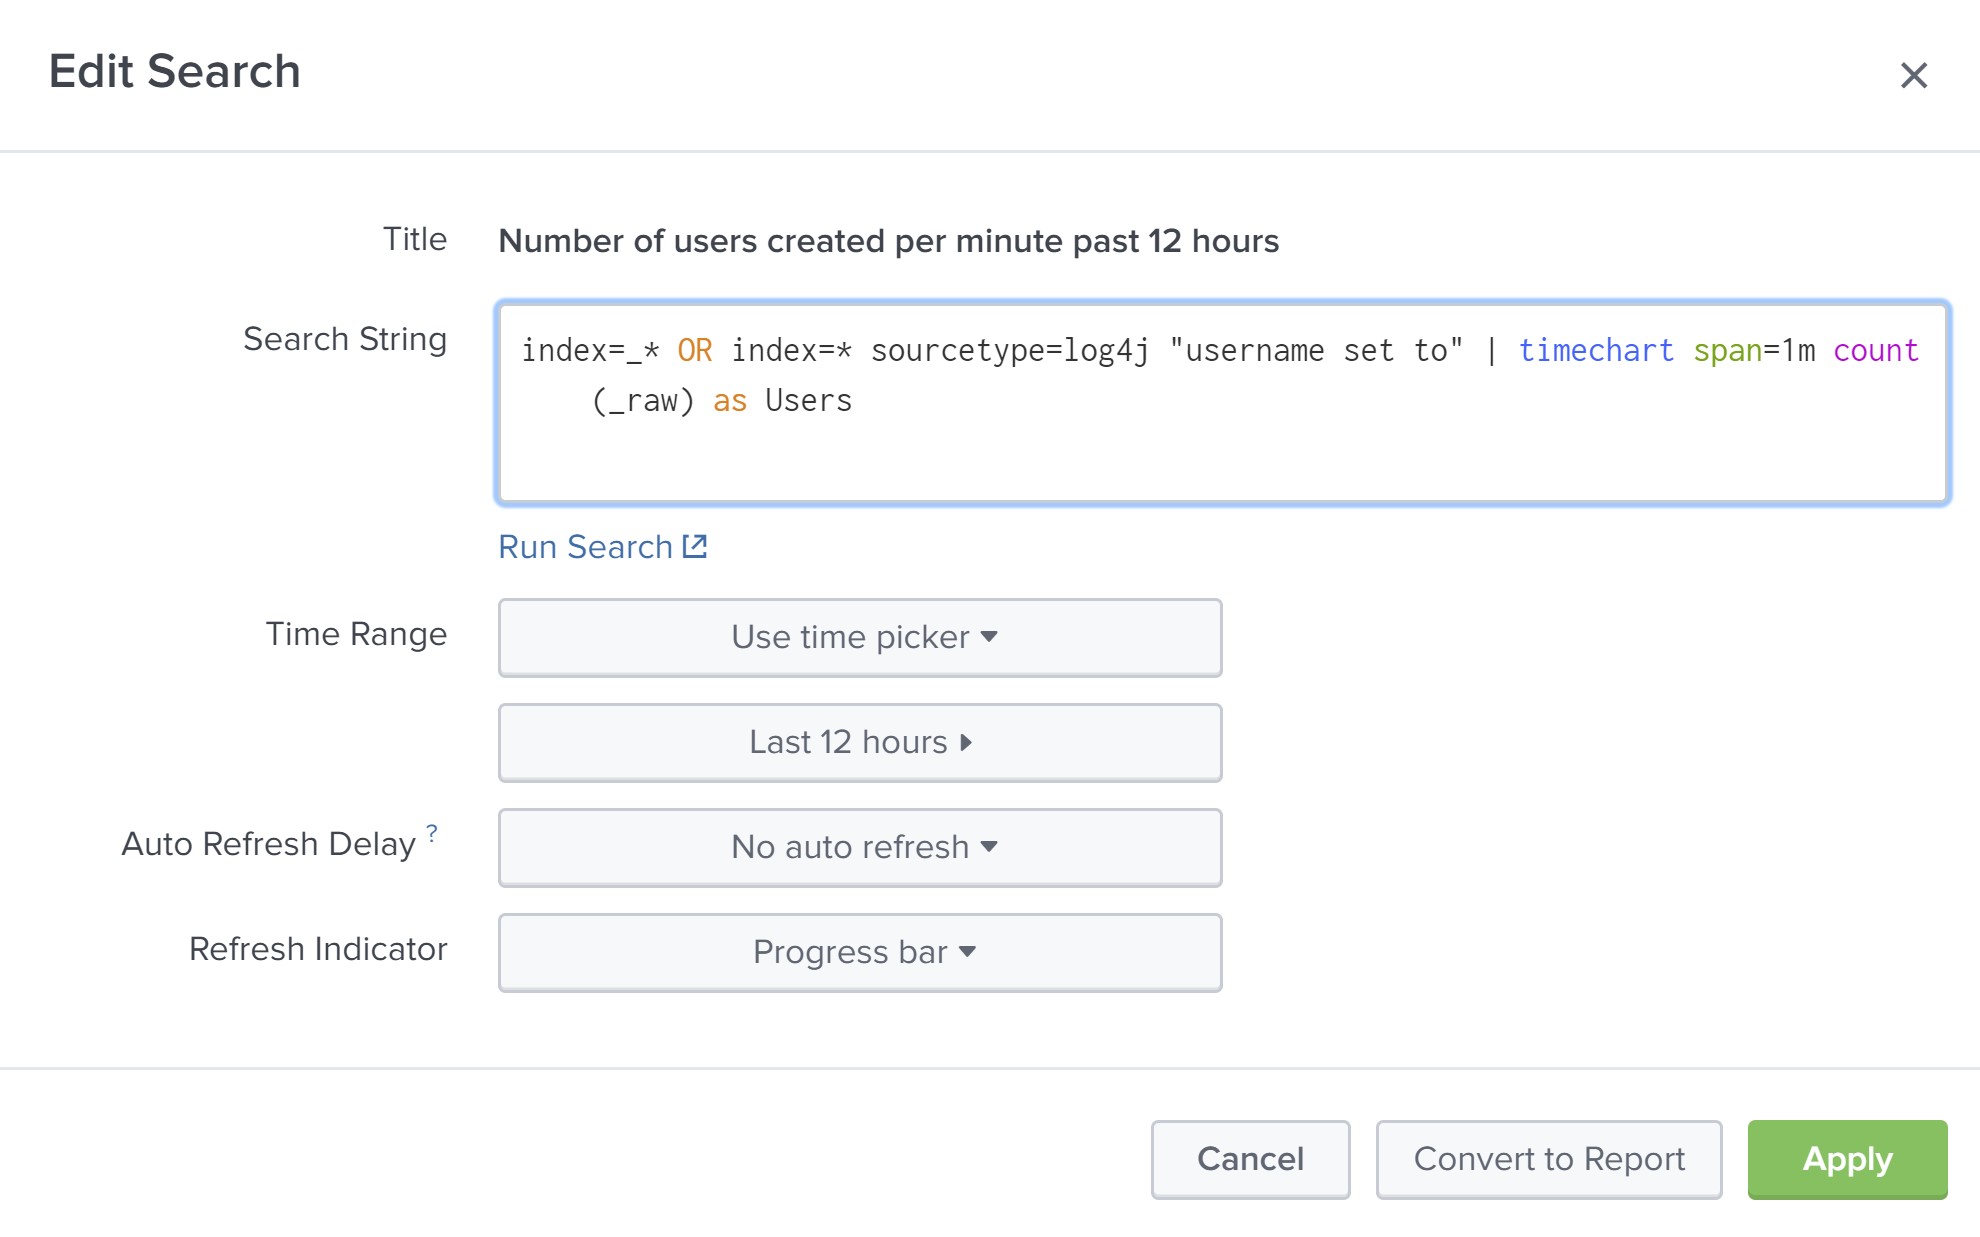 Edit Search
Title
Number of users created per minute past 12 hours
Search String
index=_* OR index=* sourcetype=log4j "username set to" | timechart span=1m count
(_raw) as Users
Run Search
Time Range
Use time picker
Last 12 hours
Auto Refresh Delay ?
No auto refresh
Refresh Indicator
Progress bar
Cancel
Convert to Report
Apply